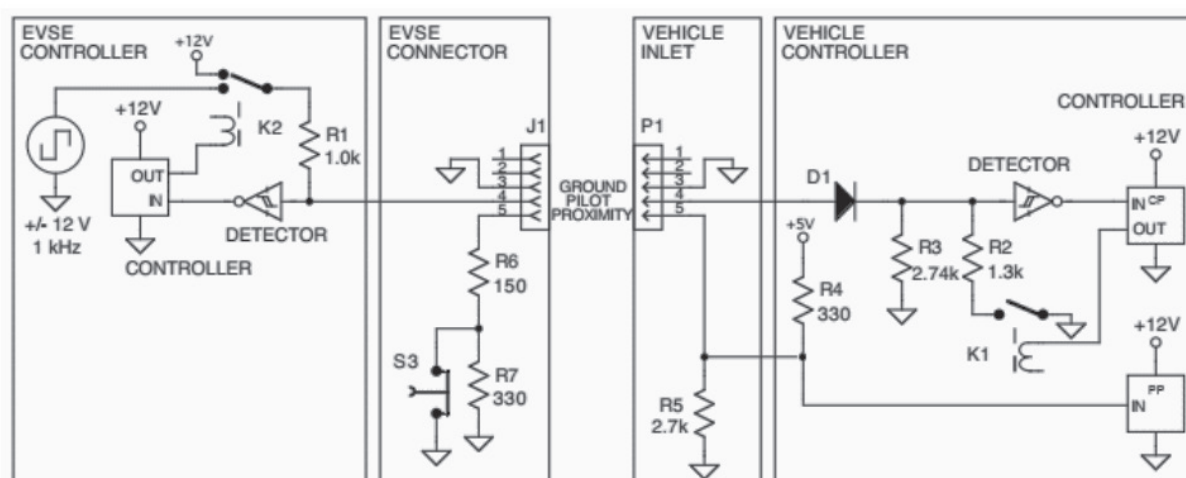 EVSE
CONTROLLER
+12V
+12V
K2
R1
1.0k
OUT
IN
DETECTOR
+/- 12 V
1 kHz
CONTROLLER
EVSE
CONNECTOR
J1
1
2
3
4
5
GROUND
PILOT
PROXIMITY
R6
150
S3
R7
330
VEHICLE
INLET
P1
1
2
3
4
5
R5
2.7k
VEHICLE
CONTROLLER
CONTROLLER
+12V
DETECTOR
D1
IN CP
OUT
+5V
R3
2.74k
R2
1.3k
R4
330
K1
+12V
PP
IN